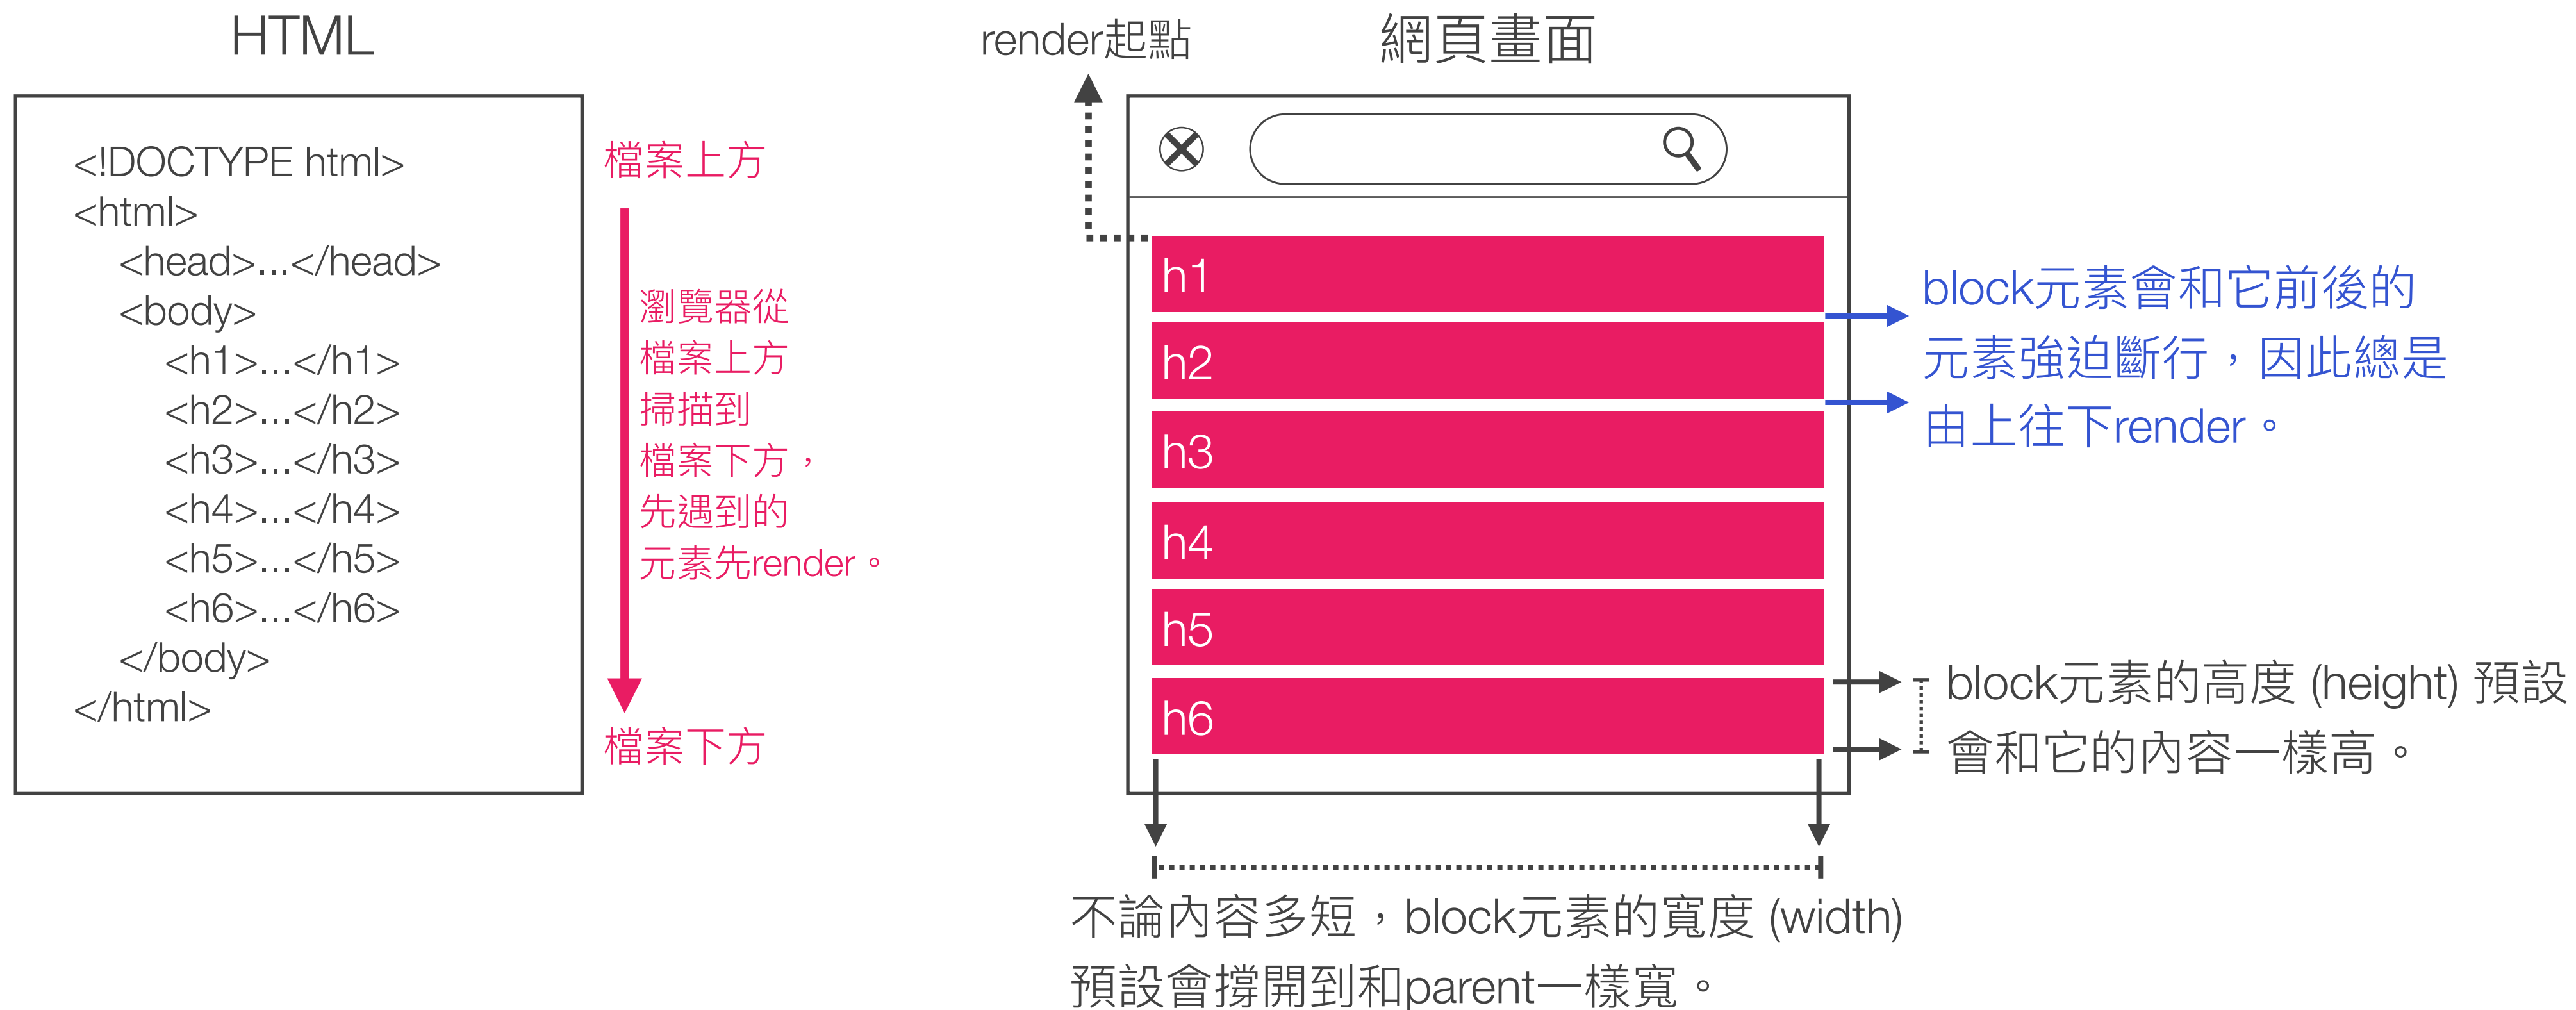 HTML
<!DOCTYPE html>
<html>
<head>...</head>
<body>
<h1>...</h1>
<h2>...</h2>
<h3>...</h3>
<h4>...</h4>
<h5>...</h5>
<h6>...</h6>
</body>
</html>
檔案上方
瀏覽器從
檔案上方
掃描到
檔案下方，
先遇到的
元素先render。
檔案下方
render起點
網頁畫面
h1
h2
h3
h4
h5
h6
block元素會和它前後的
元素強迫斷行，因此總是
由上往下render。
block元素的高度 (height) 預設
會和它的內容一樣高。
不論內容多短，block元素的寬度 (width)
預設會撐開到和parent一樣寬。